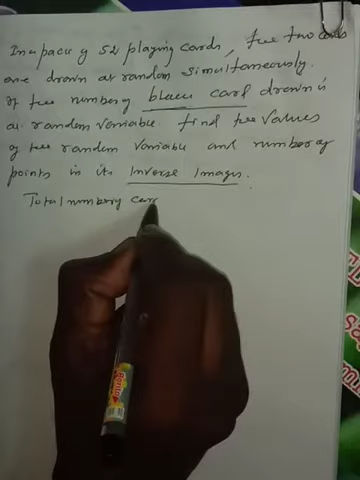 In a pack of 52 playing cards, the two cards
are drawn at random simultaneously.
If the number of black card drawn is
a random variable. Find the values
of the random variable and number of
points in its Inverse Images.
Total number of car